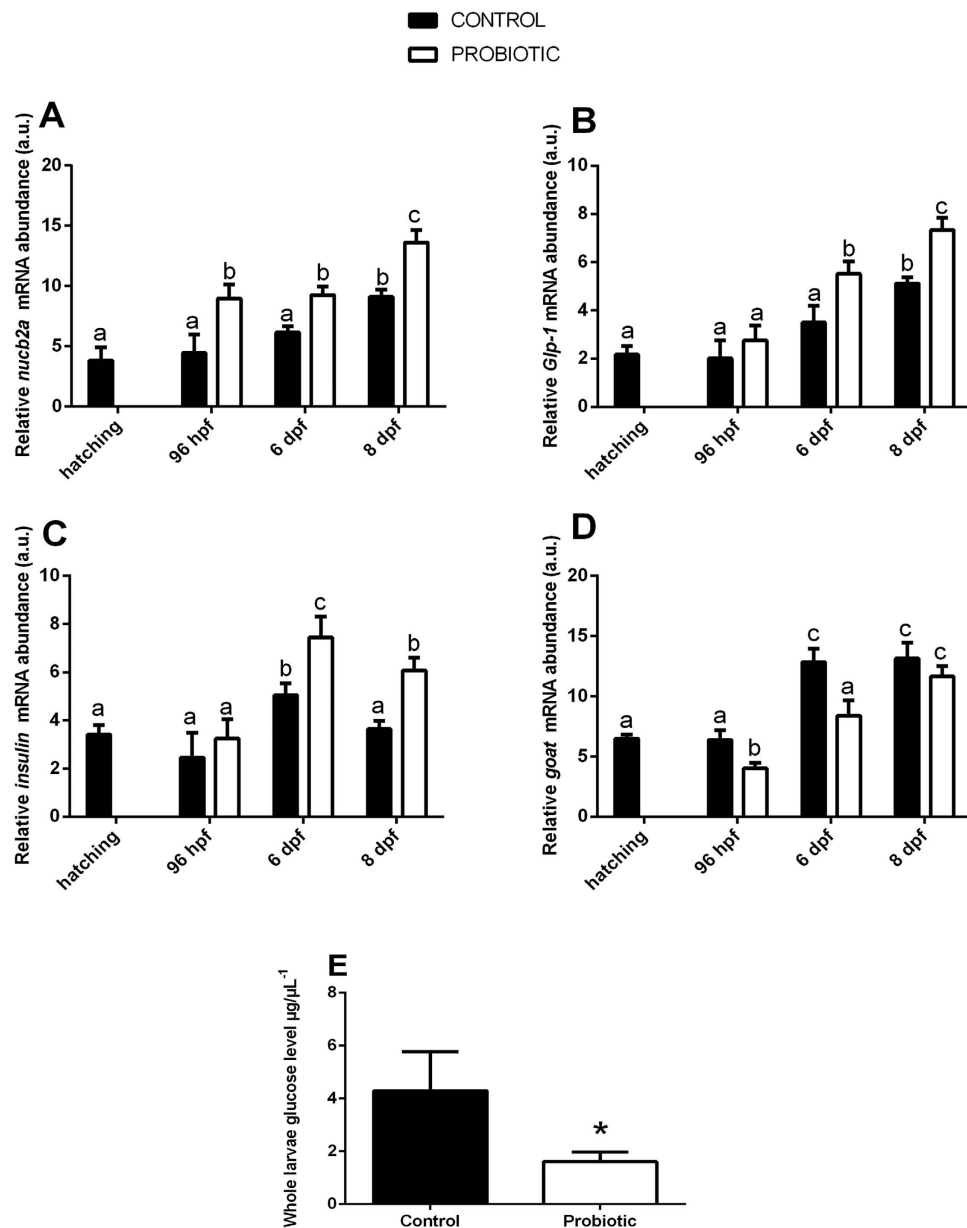 CONTROL
PROBIOTIC
A
Relative nucb2a mRNA abundance (a.u.)
20
15
10
5
0
a
a
b
a
b
b
c
hatching
96 hpf
6 dpf
8 dpf
B
Relative Glp-1 mRNA abundance (a.u.)
10
8
6
4
2
0
a
a
a
a
b
b
c
hatching
96 hpf
6 dpf
8 dpf
C
Relative insulin mRNA abundance (a.u.)
10
8
6
4
2
0
a
a
a
b
c
a
b
hatching
96 hpf
6 dpf
8 dpf
D
Relative goat mRNA abundance (a.u.)
20
15
10
5
0
a
a
b
c
a
c
c
hatching
96 hpf
6 dpf
8 dpf
E
Whole larvae glucose level µg/µL⁻¹
8
6
4
2
0
*
Control
Probiotic